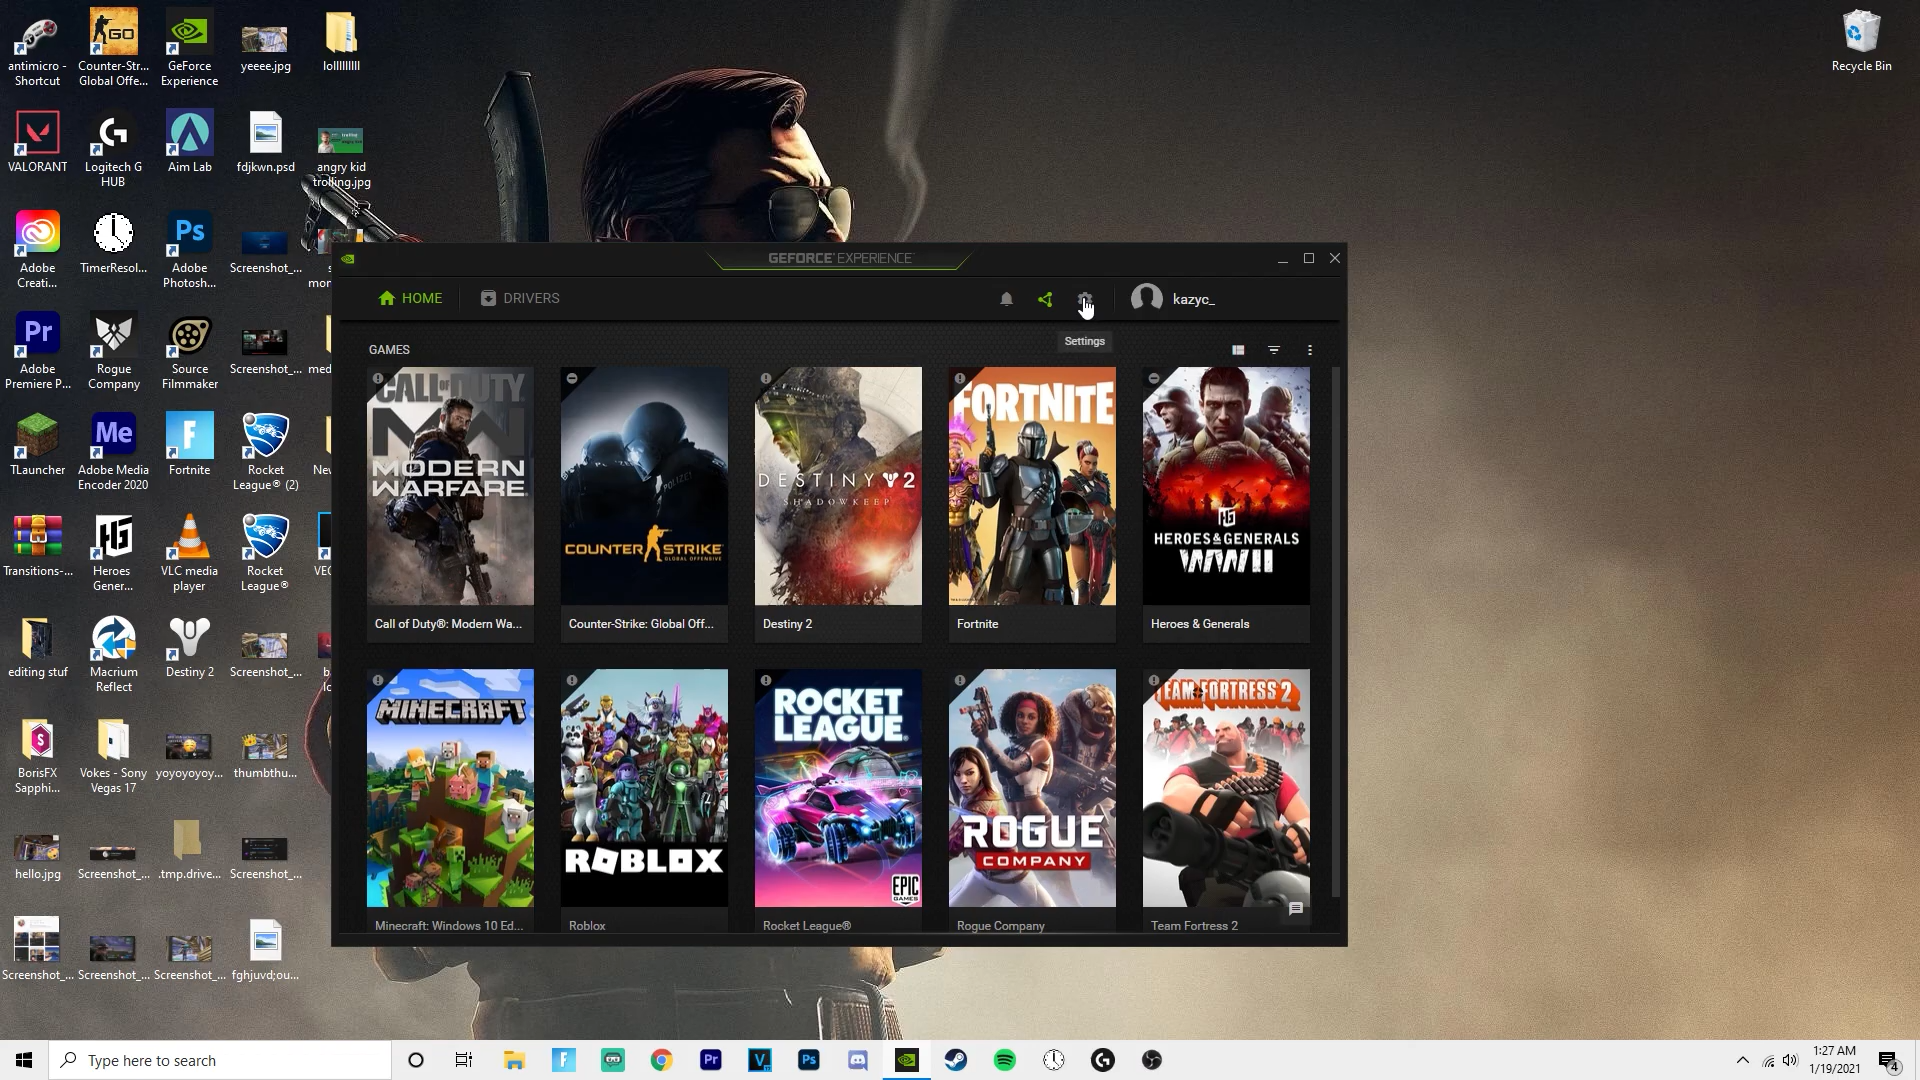 antimicro -
Shortcut
Counter-Str...
Global Offe...
GeForce
Experience
yeeee.jpg
Recycle Bin
VALORANT
Logitech G
HUB
Aim Lab
fdjkwn.psd
angry kid
trolling.jpg
Adobe
Creati...
TimerResol...
Adobe
Photosh...
Screenshot_...
Adobe
Premiere P...
Rogue
Company
Source
Filmmaker
Screenshot_...
TLauncher
Adobe Media
Encoder 2020
Fortnite
Rocket
League® (2)
Transitions-...
Heroes
Gener...
VLC media
player
Rocket
League®
editing stuf
Macrium
Reflect
Destiny 2
Screenshot_...
BorisFX
Sapphi...
Vokes - Sony
Vegas 17
yoyoyoyoy...
thumbthu...
hello.jpg
Screenshot_...
.tmp.drive...
Screenshot_...
Screenshot_...
Screenshot_...
Screenshot_...
fghjuvd;ou...
GEFORCE EXPERIENCE
HOME
DRIVERS
kazyc_
Settings
GAMES
CALL OF DUTY
MODERN
WARFARE
COUNTER STRIKE
GLOBAL OFFENSIVE
DESTINY 2
SHADOWKEEP
FORTNITE
HEROES & GENERALS
WWII
Call of Duty®: Modern Wa...
Counter-Strike: Global Off...
Destiny 2
Fortnite
Heroes & Generals
MINECRAFT
ROBLOX
ROCKET
LEAGUE
EPIC
GAMES
ROGUE
COMPANY
TEAM FORTRESS 2
Minecraft: Windows 10 Ed...
Roblox
Rocket League®
Rogue Company
Team Fortress 2
Type here to search
1:27 AM
1/19/2021
4